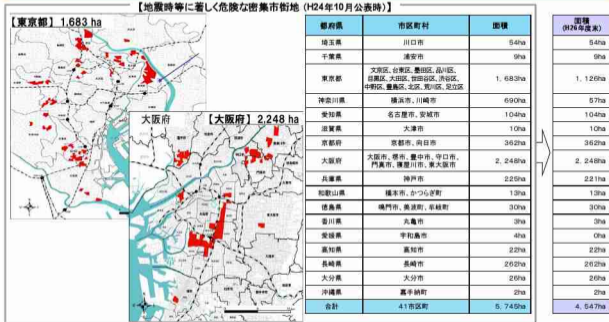 【地震時等に著しく危険な密集市街地（H24年10月公表時）】
【東京都】1,683 ha
大阪府
【大阪府】2,248 ha
都府県 市区町村 面積 面積（H26年度末）
埼玉県 川口市 54ha 54ha
千葉県 浦安市 9ha 9ha
東京都 文京区、台東区、墨田区、品川区、目黒区、大田区、世田谷区、渋谷区、中野区、豊島区、北区、荒川区、足立区 1,683ha 1,126ha
神奈川県 横浜市、川崎市 690ha 57ha
愛知県 名古屋市、安城市 104ha 104ha
滋賀県 大津市 10ha 10ha
京都府 京都市、向日市 362ha 362ha
大阪府 大阪市、堺市、豊中市、守口市、門真市、寝屋川市、東大阪市 2,248ha 2,248ha
兵庫県 神戸市 225ha 221ha
和歌山県 橋本市、かつらぎ町 13ha 13ha
徳島県 鳴門市、美波町、牟岐町 30ha 30ha
香川県 丸亀市 3ha 3ha
愛媛県 宇和島市 4ha 0ha
高知県 高知市 22ha 22ha
長崎県 長崎市 262ha 262ha
大分県 大分市 26ha 26ha
沖縄県 嘉手納町 2ha 2ha
合計 41市区町 5,745ha 4,547ha